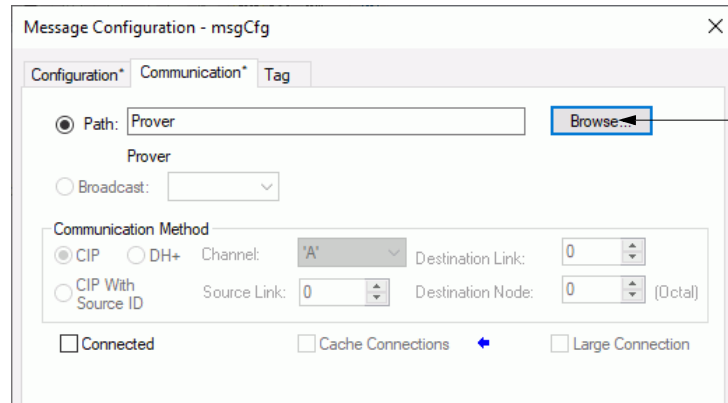 Message Configuration - msgCfg
Configuration* Communication* Tag
Path: Prover Browse...
Prover
Broadcast:
Communication Method
CIP DH+ Channel: 'A' Destination Link: 0
CIP With Source ID Source Link: 0 Destination Node: 0 (Octal)
Connected Cache Connections Large Connection